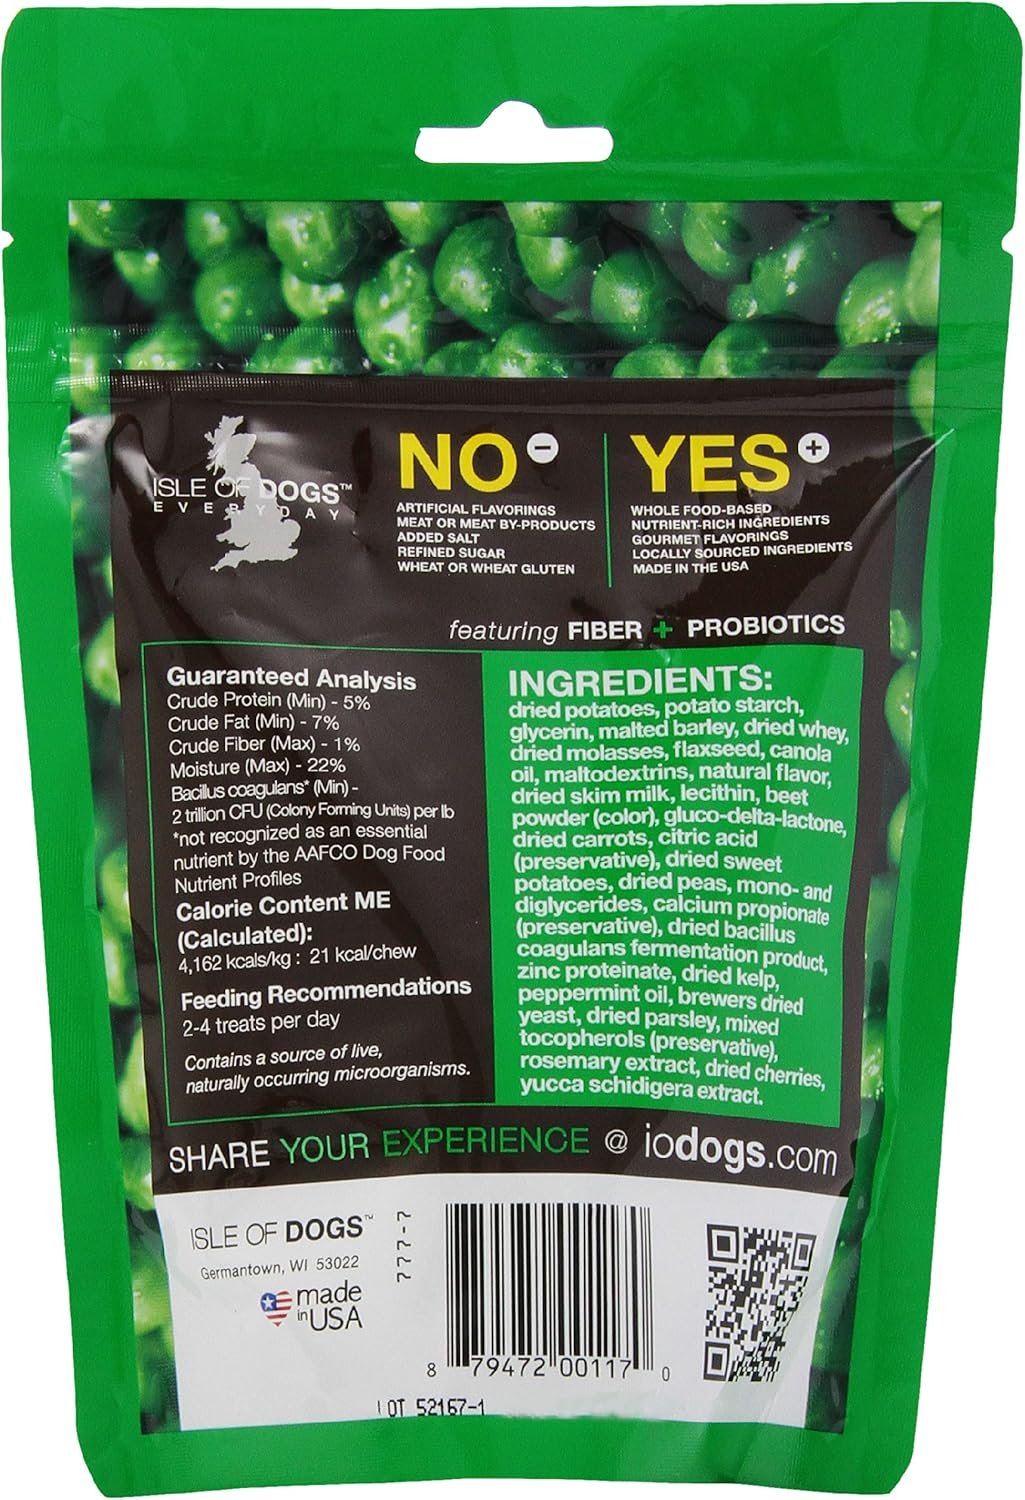 NO -
ARTIFICIAL FLAVORINGS
MEAT OR MEAT BY-PRODUCTS
ADDED SALT
REFINED SUGAR
WHEAT OR WHEAT GLUTEN
YES +
WHOLE FOOD-BASED
NUTRIENT-RICH INGREDIENTS
GOURMET FLAVORINGS
LOCALLY SOURCED INGREDIENTS
MADE IN THE USA
ISLE OF DOGS™
EVERYDAY
featuring FIBER + PROBIOTICS
Guaranteed Analysis
Crude Protein (Min) - 5%
Crude Fat (Min) - 7%
Crude Fiber (Max) - 1%
Moisture (Max) - 22%
Bacillus coagulans* (Min) -
2 trillion CFU (Colony Forming Units) per lb
*not recognized as an essential
nutrient by the AAFCO Dog Food
Nutrient Profiles
Calorie Content ME
(Calculated):
4,162 kcals/kg : 21 kcal/chew
Feeding Recommendations
2-4 treats per day
Contains a source of live,
naturally occurring microorganisms.
INGREDIENTS:
dried potatoes, potato starch,
glycerin, malted barley, dried whey,
dried molasses, flaxseed, canola
oil, maltodextrins, natural flavor,
dried skim milk, lecithin, beet
powder (color), gluco-delta-lactone,
dried carrots, citric acid
(preservative), dried sweet
potatoes, dried peas, mono- and
diglycerides, calcium propionate
(preservative), dried bacillus
coagulans fermentation product,
zinc proteinate, dried kelp,
peppermint oil, brewers dried
yeast, dried parsley, mixed
tocopherols (preservative),
rosemary extract, dried cherries,
yucca schidigera extract.
SHARE YOUR EXPERIENCE @ iodogs.com
ISLE OF DOGS™
Germantown, WI 53022
made
in USA
777-7
8 79472 00117 0
LOT 52167-1